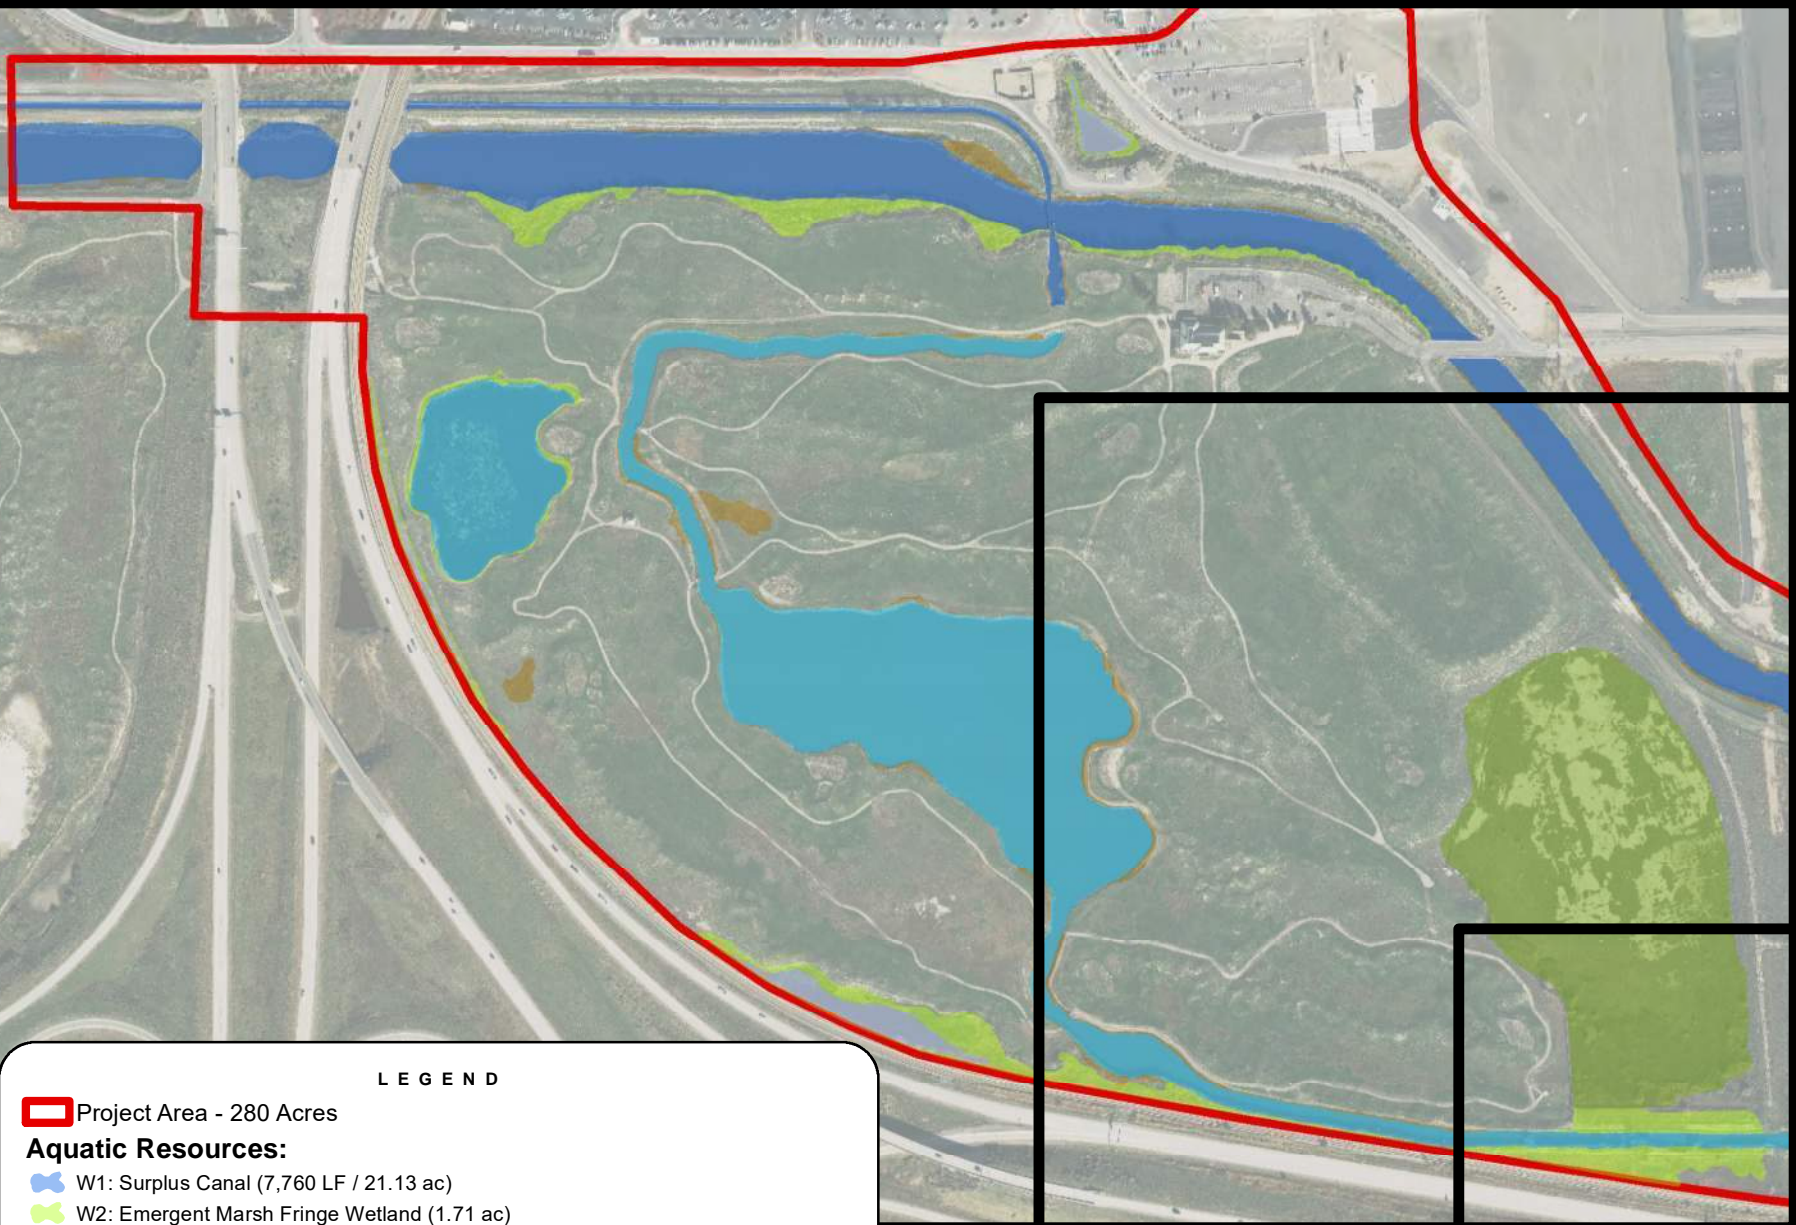 LEGEND
Project Area - 280 Acres
Aquatic Resources:
W1: Surplus Canal (7,760 LF / 21.13 ac)
W2: Emergent Marsh Fringe Wetland (1.71 ac)